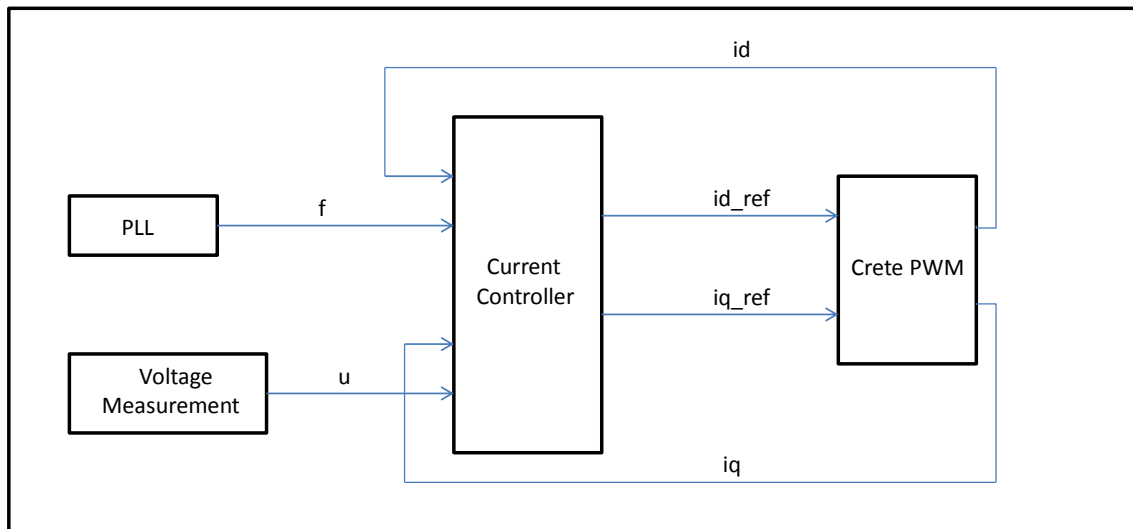 id
PLL
f
id_ref
Current
Controller
Crete PWM
iq_ref
Voltage
Measurement
u
iq